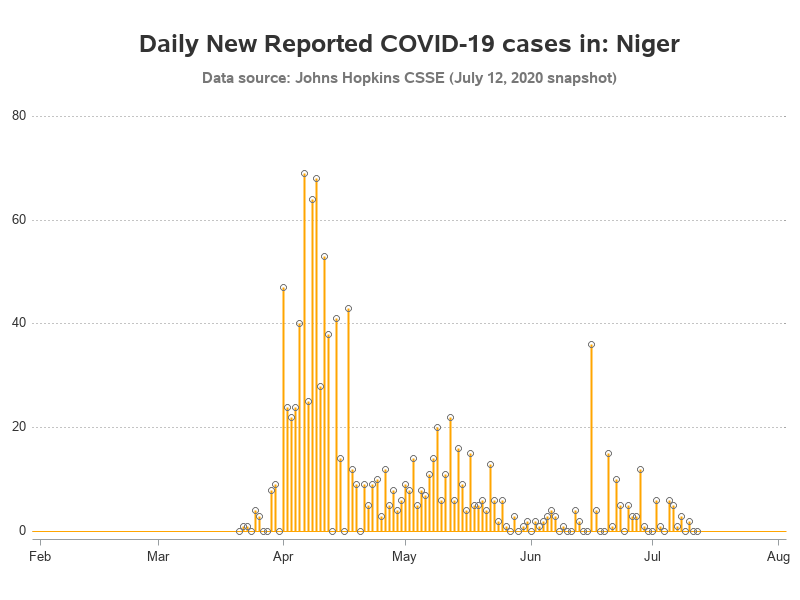 Daily New Reported COVID-19 cases in: Niger
Data source: Johns Hopkins CSSE (July 12, 2020 snapshot)
80
60
40
20
0
Feb Mar Apr May Jun Jul Aug